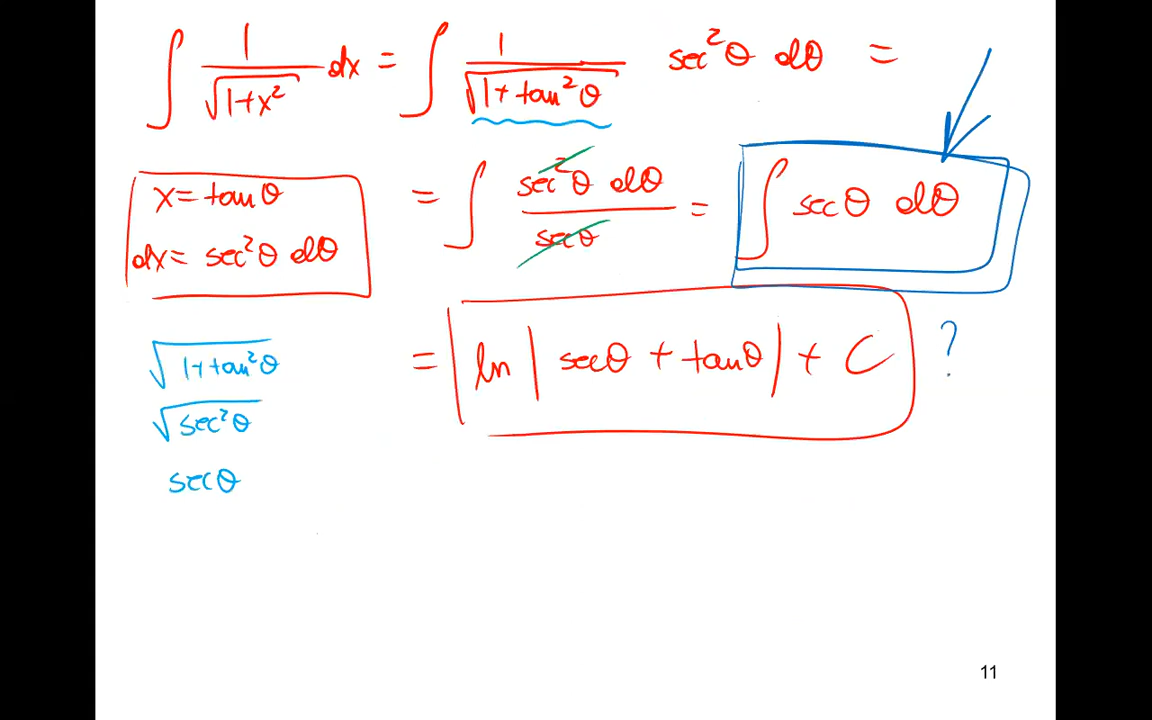 ∫ 1/√(1+x²) dx = ∫ 1/√(1+tan²θ) sec²θ dθ =
x = tanθ
dx = sec²θ dθ
= ∫ sec²θ dθ / secθ = ∫ secθ dθ
= ln | secθ + tanθ | + C ?
√(1+tan²θ)
√(sec²θ)
secθ
11